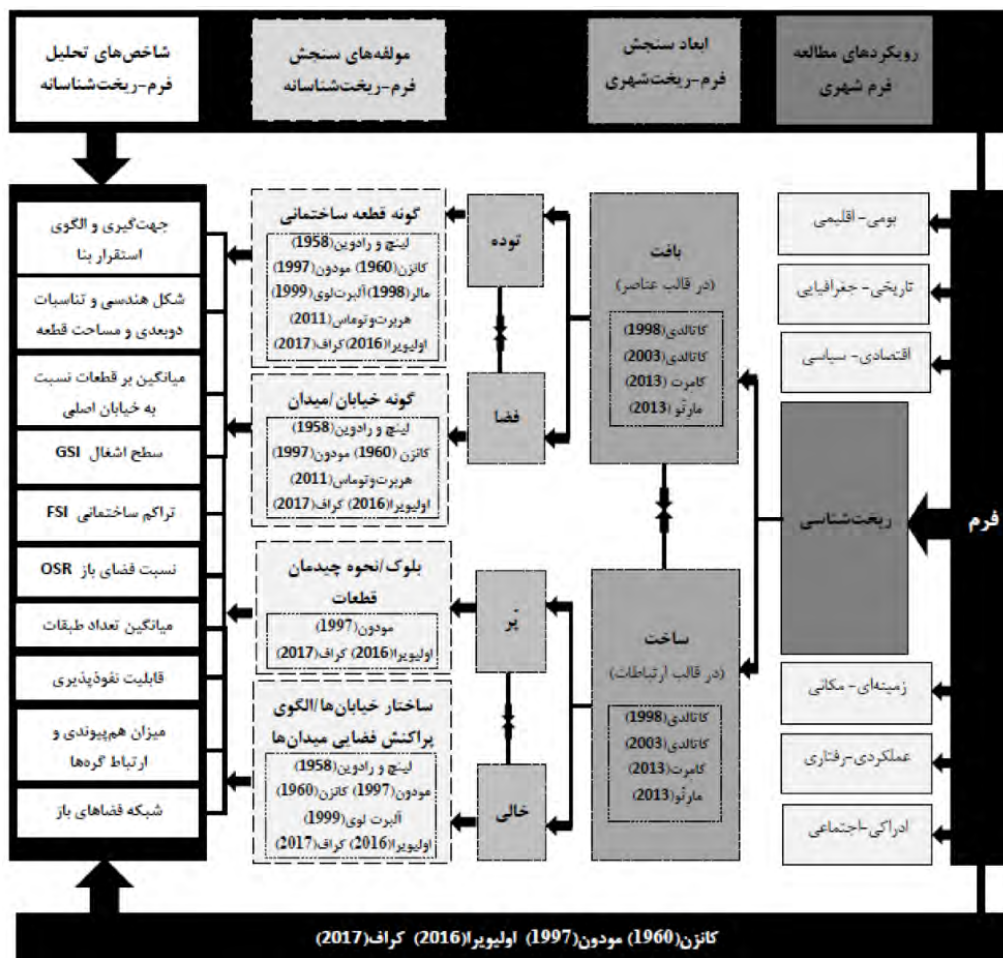 رویکردهای مطالعه
فرم شهری
ابعاد سنجش
فرم-ریخت‌شهری
مولفه‌های سنجش
فرم-ریخت‌شناسانه
شاخص‌های تحلیل
فرم-ریخت‌شناسانه
فرم
بومی- اقلیمی
تاریخی- جغرافیایی
اقتصادی- سیاسی
ریخت‌شناسی
زمینه‌ای- مکانی
عملکردی-رفتاری
ادراکی-اجتماعی
بافت
(در قالب عناصر)
کاتالدی(1998)
کاتالدی(2003)
کامرت (2013)
مارتُو (2013)
ساخت
(در قالب ارتباطات)
کاتالدی(1998)
کاتالدی(2003)
کامرت(2013)
مارتُو(2013)
توده
فضا
پُر
خالی
گونه قطعه ساختمانی
لینچ و رادوین(1958)
کانزن(1960) مودون(1997)
مالر(1998)آلبرت‌لوی(1999)
هربرت‌وتوماس(2011)
اولیویرا(2016) کراف(2017)
گونه خیابان/میدان
لینچ و رادوین(1958)
کانزن (1960) مودون(1997)
هربرت‌وتوماس(2011)
اولیویرا(2016) کراف(2017)
بلوک/نحوه چیدمان
قطعات
مودون(1997)
اولیویرا(2016) کراف(2017)
ساختار خیابان‌ها/الگوی
پراکنش فضایی میدان‌ها
لینچ و رادوین(1958)
مودون(1997) کانزن(1960)
آلبرت لوی(1999)
اولیویرا(2016) کراف(2017)
جهت‌گیری و الگوی
استقرار بنا
شکل هندسی و تناسبات
دوبعدی و مساحت قطعه
میانگین بر قطعات نسبت
به خیابان اصلی
سطح اشغال GSI
تراکم ساختمانی FSI
نسبت فضای باز OSR
میانگین تعداد طبقات
قابلیت نفوذپذیری
میزان هم‌پیوندی و
ارتباط گره‌ها
شبکه فضاهای باز
کانزن(1960) مودون(1997) اولیویرا(2016) کراف(2017)